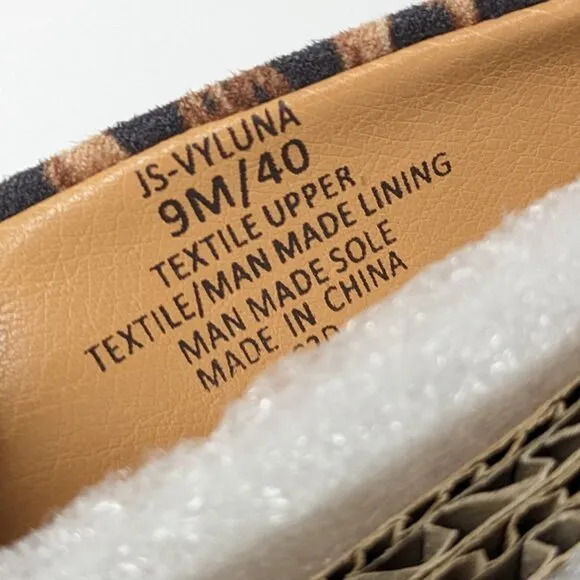 JS-VYLUNA
9M/40
TEXTILE UPPER
TEXTILE/MAN MADE LINING
MAN MADE SOLE
MADE IN CHINA